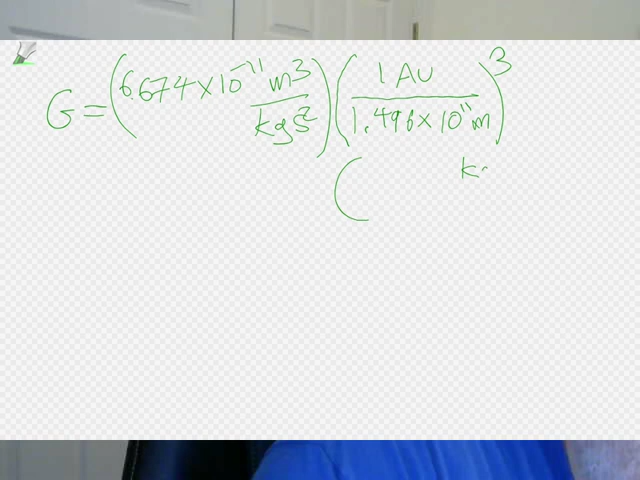 G = (6.674 × 10⁻¹¹ m³/kg s²) (1 AU/1.496 × 10¹¹ m)³
( k